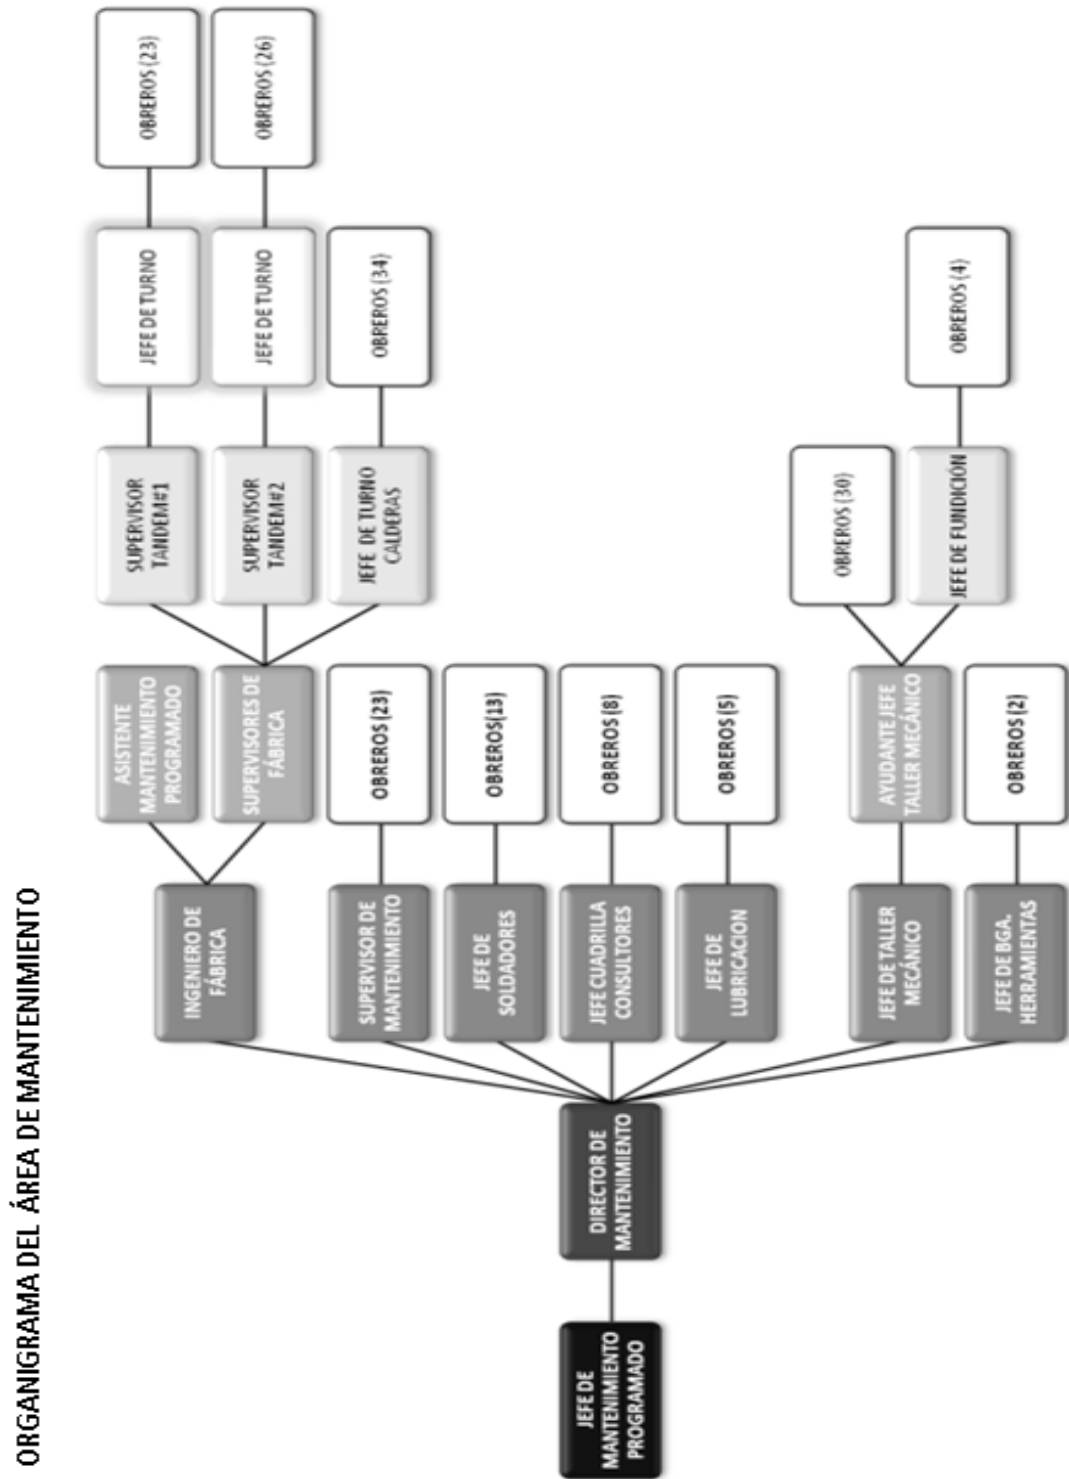 ORGANIGRAMA DEL ÁREA DE MANTENIMIENTO
JEFE DE
MANTENIMIENTO
PROGRAMADO
DIRECTOR DE
MANTENIMIENTO
INGENIERO DE
FÁBRICA
ASISTENTE
MANTENIMIENTO
PROGRAMADO
SUPERVISORES DE
FÁBRICA
SUPERVISOR
TANDEM#1
JEFE DE TURNO
OBREROS (23)
SUPERVISOR
TANDEM#2
JEFE DE TURNO
OBREROS (26)
JEFE DE TURNO
CALDERAS
OBREROS (34)
SUPERVISOR DE
MANTENIMIENTO
OBREROS (23)
JEFE DE
SOLDADORES
OBREROS(13)
JEFE CUADRILLA
CONSULTORES
OBREROS (8)
JEFE DE
LUBRICACION
OBREROS (5)
JEFE DE TALLER
MECÁNICO
AYUDANTE JEFE
TALLER MECÁNICO
OBREROS (30)
JEFE DE FUNDICIÓN
OBREROS (4)
JEFE DE BGA.
HERRAMIENTAS
OBREROS (2)